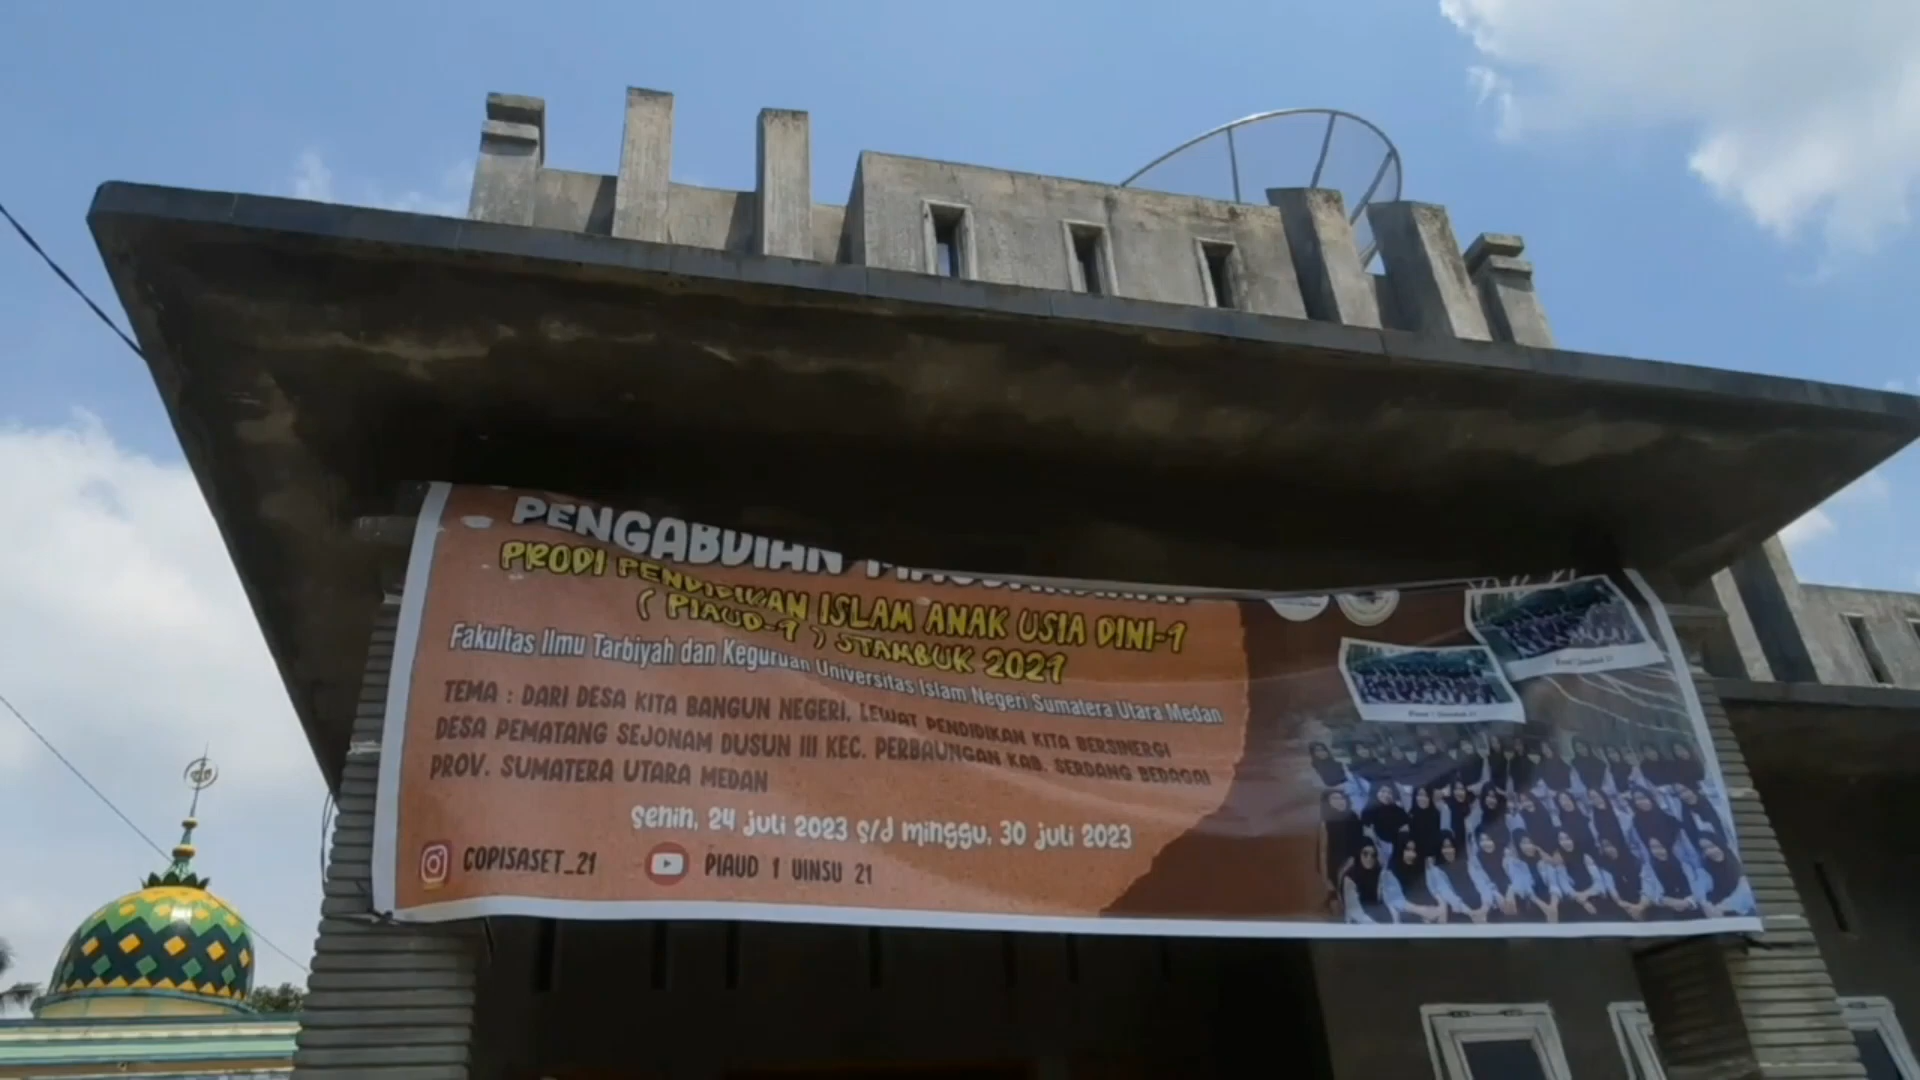 PENGABDIAN
PRODI PENDIDIKAN ISLAM ANAK USIA DINI-1
( PIAUD-1 ) STAMBUK 2021
Fakultas Ilmu Tarbiyah dan Keguruan Universitas Islam Negeri Sumatera Utara Medan
TEMA : DARI DESA KITA BANGUN NEGERI, LEWAT PENDIDIKAN KITA BERSINERGI
DESA PEMATANG SEJONAM DUSUN III KEC. PERBAUNGAN KAB. SERDANG BEDAGAI
PROV. SUMATERA UTARA MEDAN
Senin, 24 juli 2023 s/d minggu, 30 juli 2023
COPISASET_21
PIAUD 1 UINSU 21